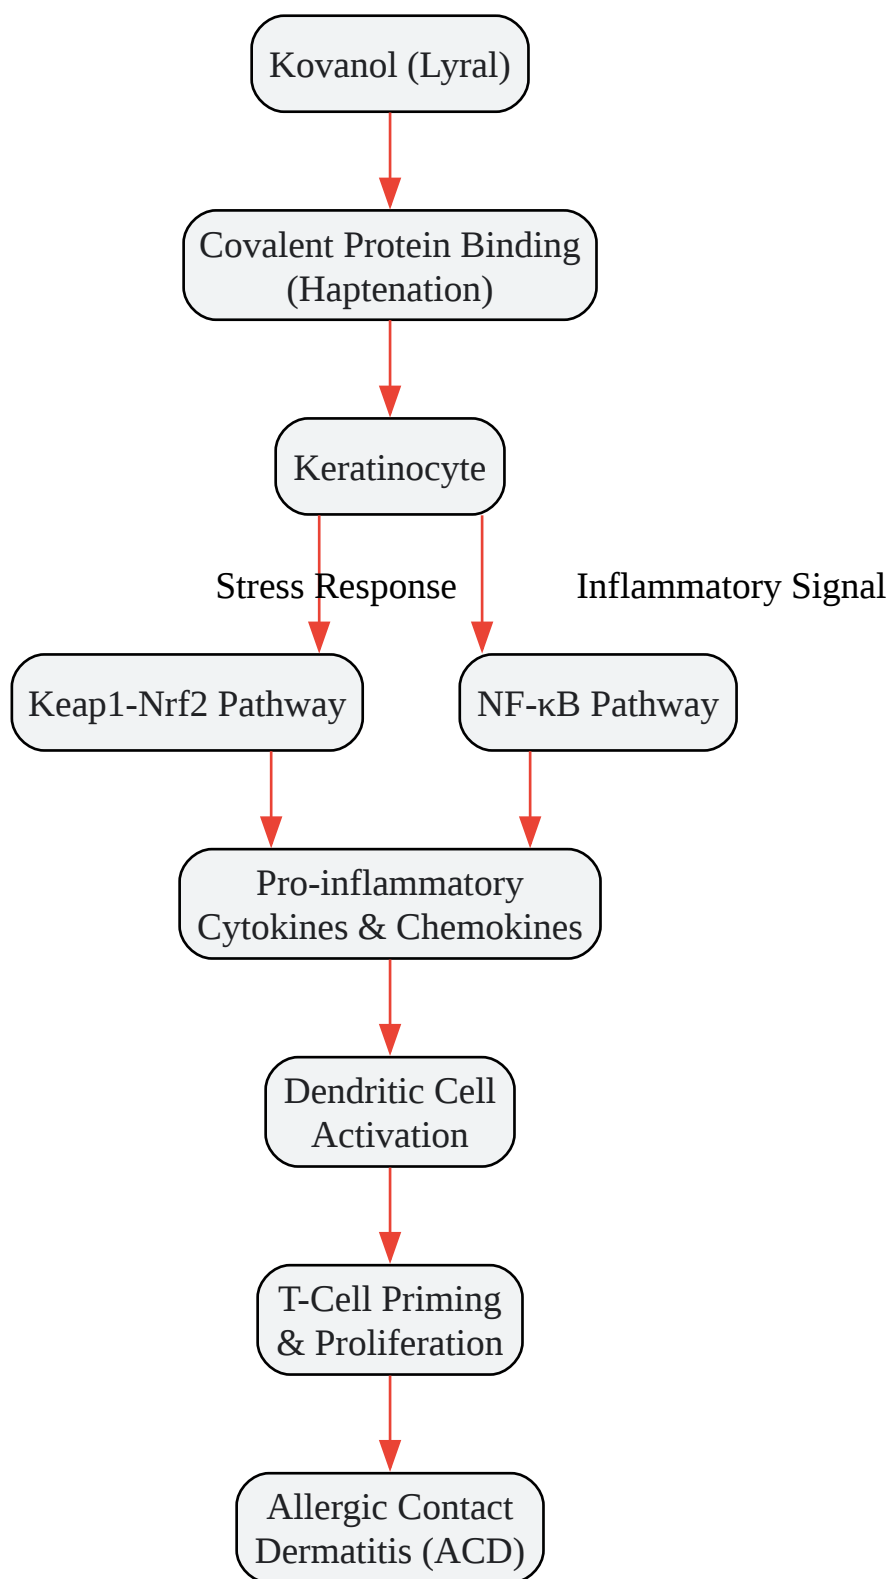 Kovanol (Lyral)
Covalent Protein Binding
(Haptenation)
Keratinocyte
Stress Response
Inflammatory Signal
Keap1-Nrf2 Pathway
NF-κB Pathway
Pro-inflammatory
Cytokines & Chemokines
Dendritic Cell
Activation
T-Cell Priming
& Proliferation
Allergic Contact
Dermatitis (ACD)